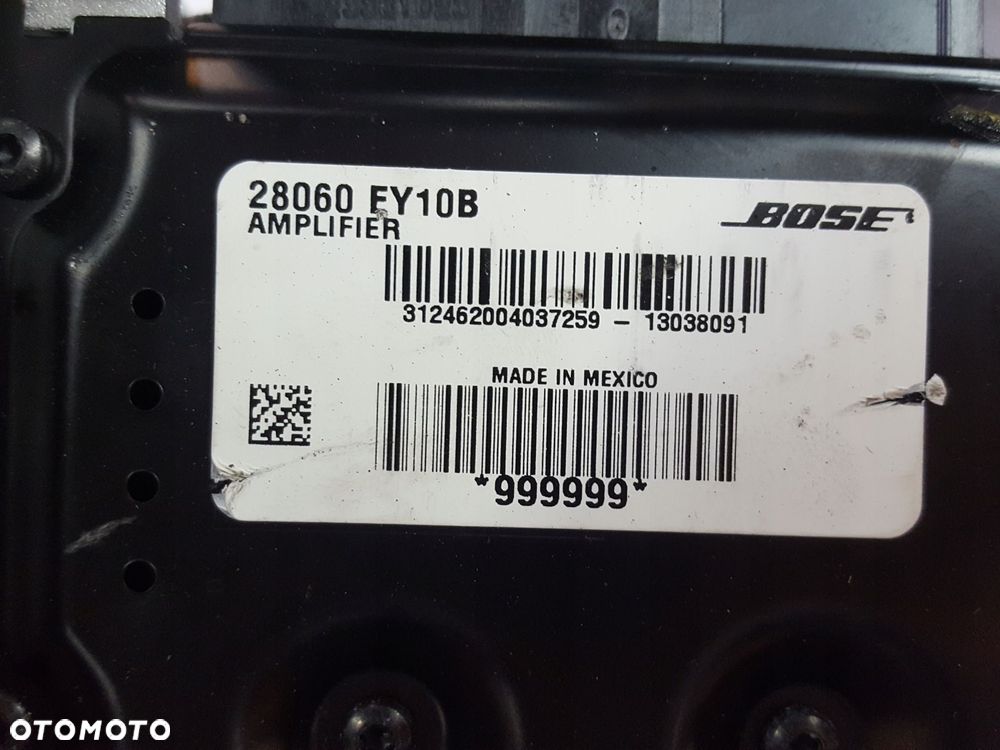 28060 EY10B
AMPLIFIER
BOSE
312462004037259 - 13038091
MADE IN MEXICO
*999999*
OTOMOTO